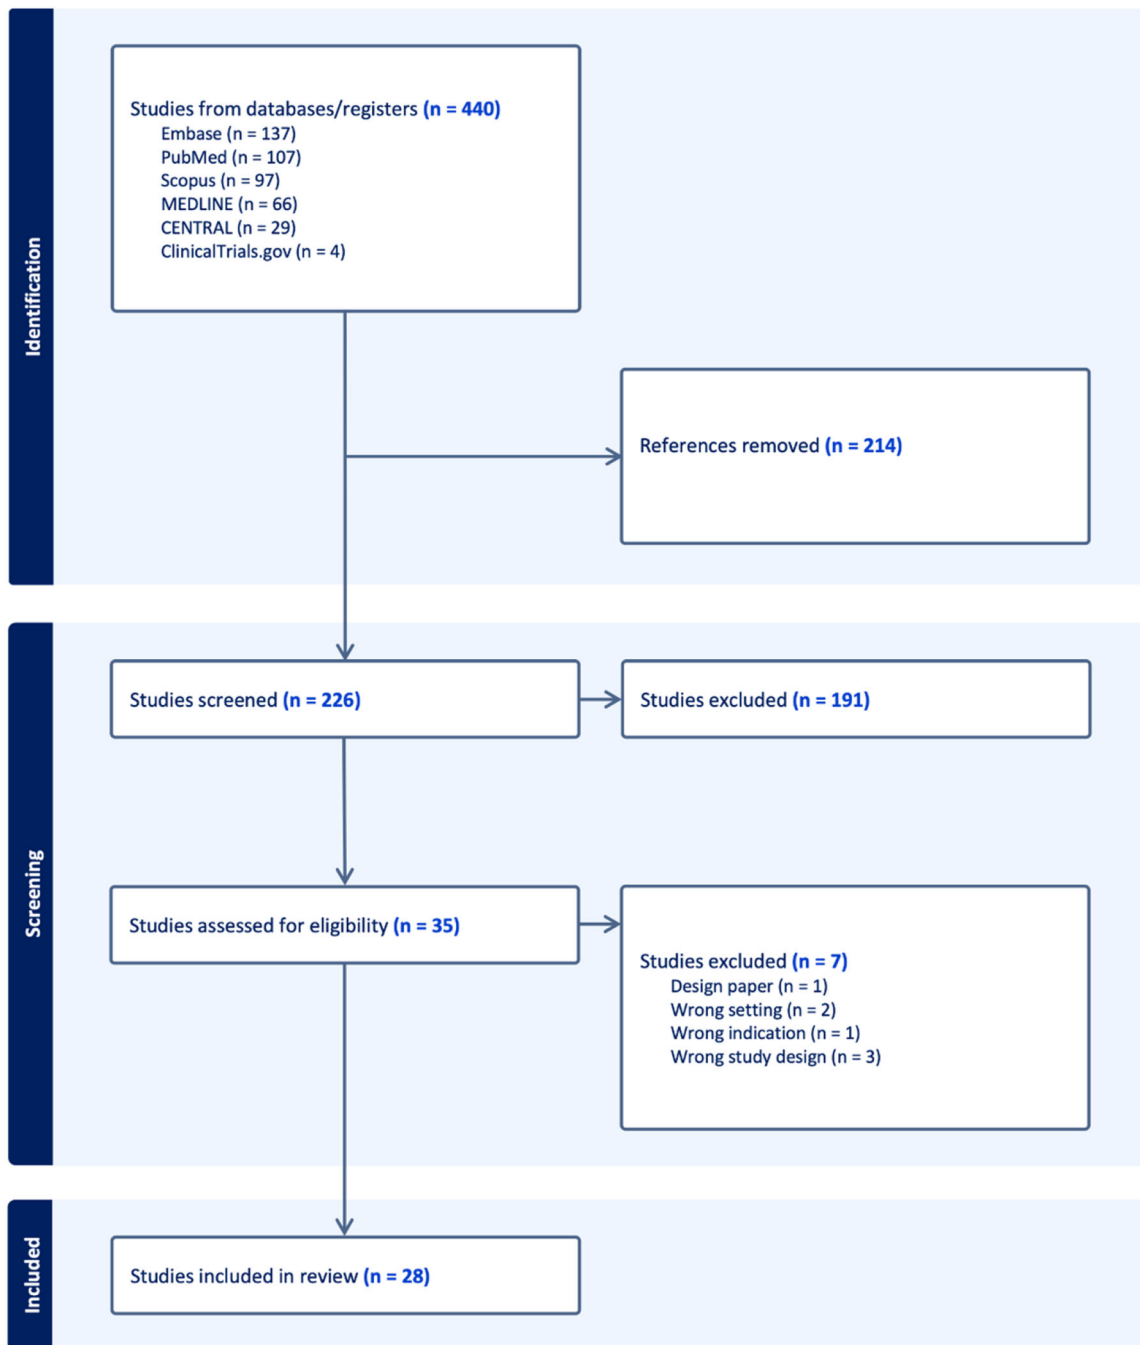 Identification
Studies from databases/registers (n = 440)
Embase (n = 137)
PubMed (n = 107)
Scopus (n = 97)
MEDLINE (n = 66)
CENTRAL (n = 29)
ClinicalTrials.gov (n = 4)
References removed (n = 214)
Screening
Studies screened (n = 226)
Studies excluded (n = 191)
Studies assessed for eligibility (n = 35)
Studies excluded (n = 7)
Design paper (n = 1)
Wrong setting (n = 2)
Wrong indication (n = 1)
Wrong study design (n = 3)
Included
Studies included in review (n = 28)